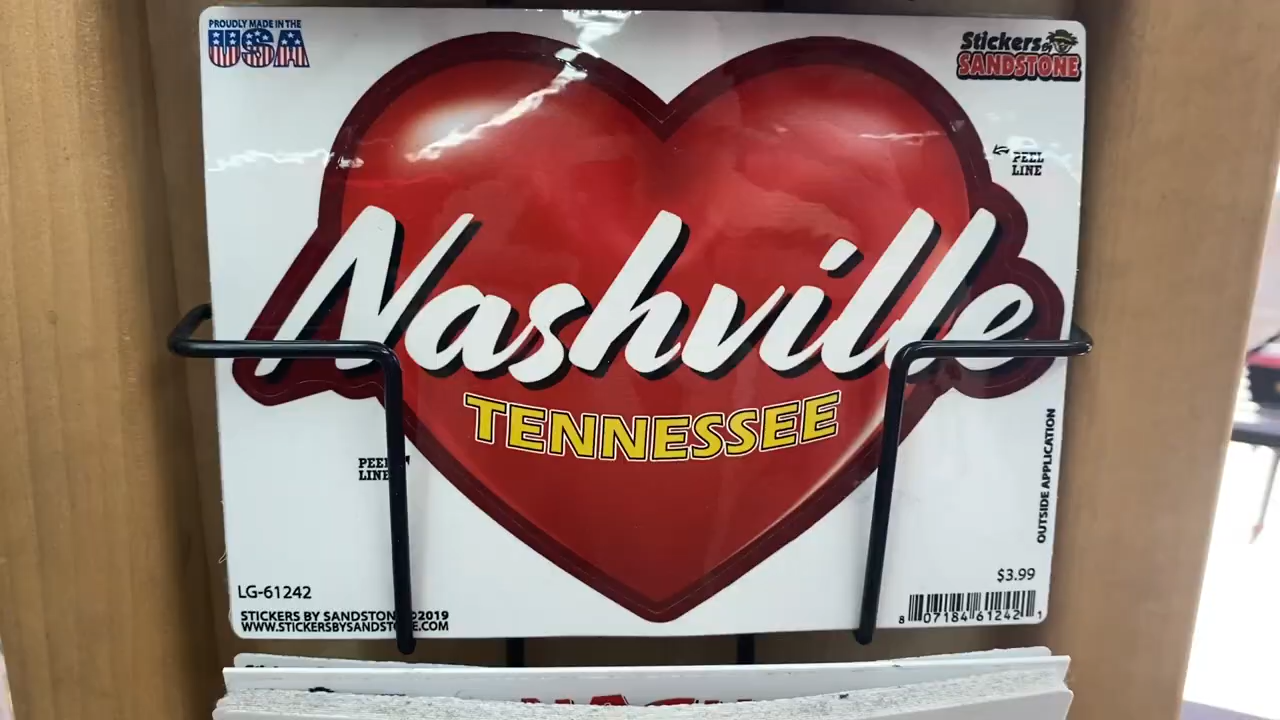 PROUDLY MADE IN THE
USA
Stickers by
SANDSTONE
PEEL
LINE
Nashville
TENNESSEE
PEEL
LINE
OUTSIDE APPLICATION
$3.99
LG-61242
STICKERS BY SANDSTONE ©2019
WWW.STICKERSBYSANDSTONE.COM
8 07184 61242 1